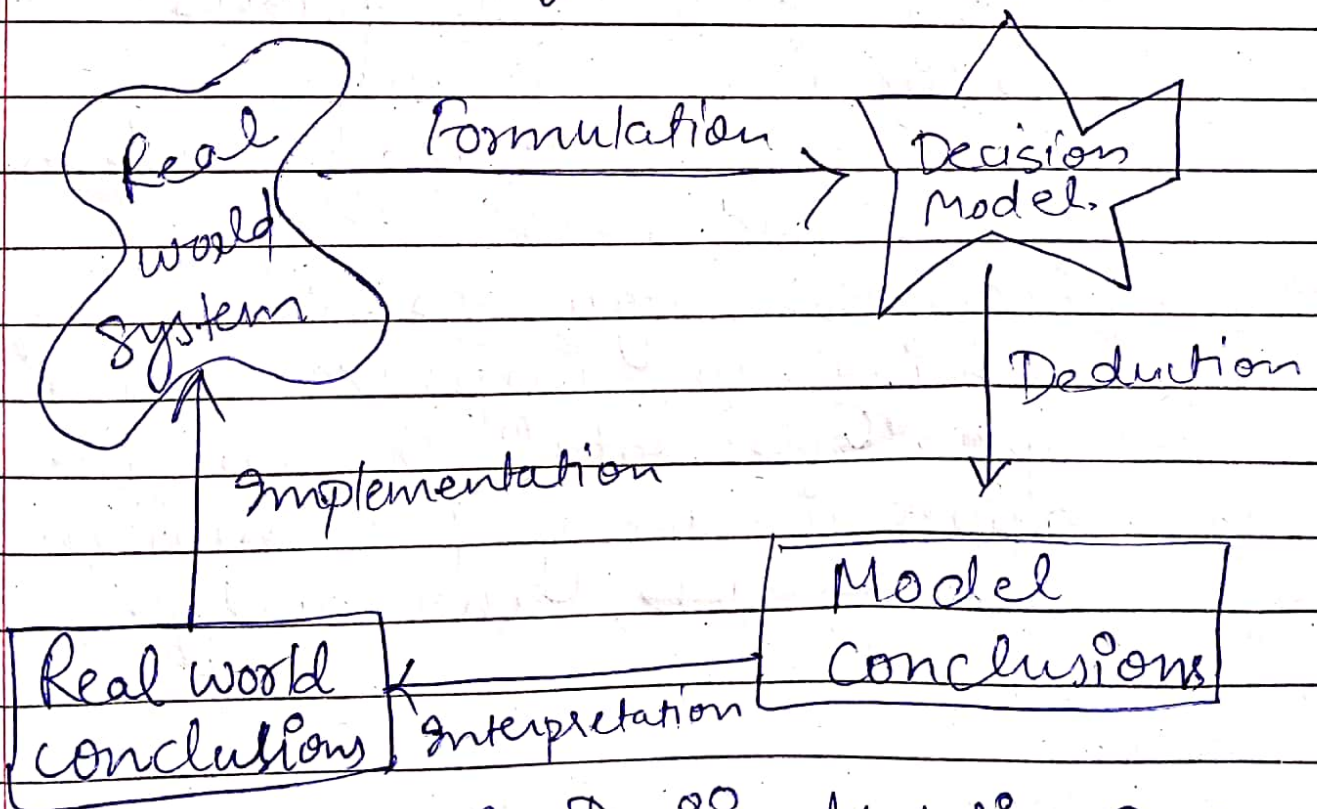 Real
world
system
Formulation
Decision
Model.
Deduction
Implementation
Model
Conclusions
Real world
conclusions
Interpretation